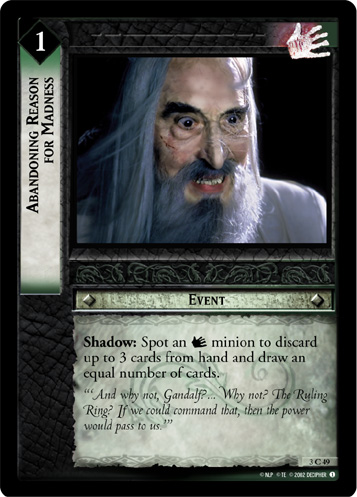 1
Abandoning Reason
for Madness
Event
Shadow: Spot an minion to discard
up to 3 cards from hand and draw an
equal number of cards.
"'And why not, Gandalf?... Why not? The Ruling
Ring? If we could command that, then the power
would pass to us.'"
3 C 49
© NLP ©TE ©2002 DECIPHER